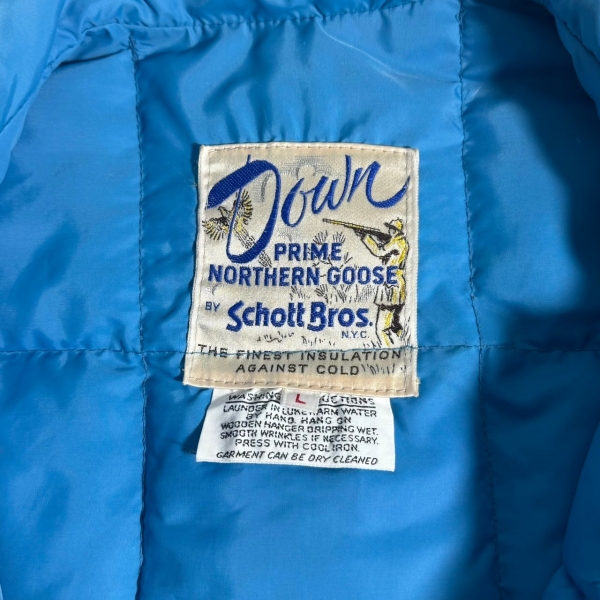 Down
PRIME
NORTHERN GOOSE
BY Schott Bros.
N.Y.C.
THE FINEST INSULATION
AGAINST COLD
WASHING L
LAUNDER IN LUKEWARM WATER
BY HAND. HANG ON
WOODEN HANGER DRIPPING WET.
SMOOTH WRINKLES IF NECESSARY.
PRESS WITH COOL IRON.
GARMENT CAN BE DRY CLEANED